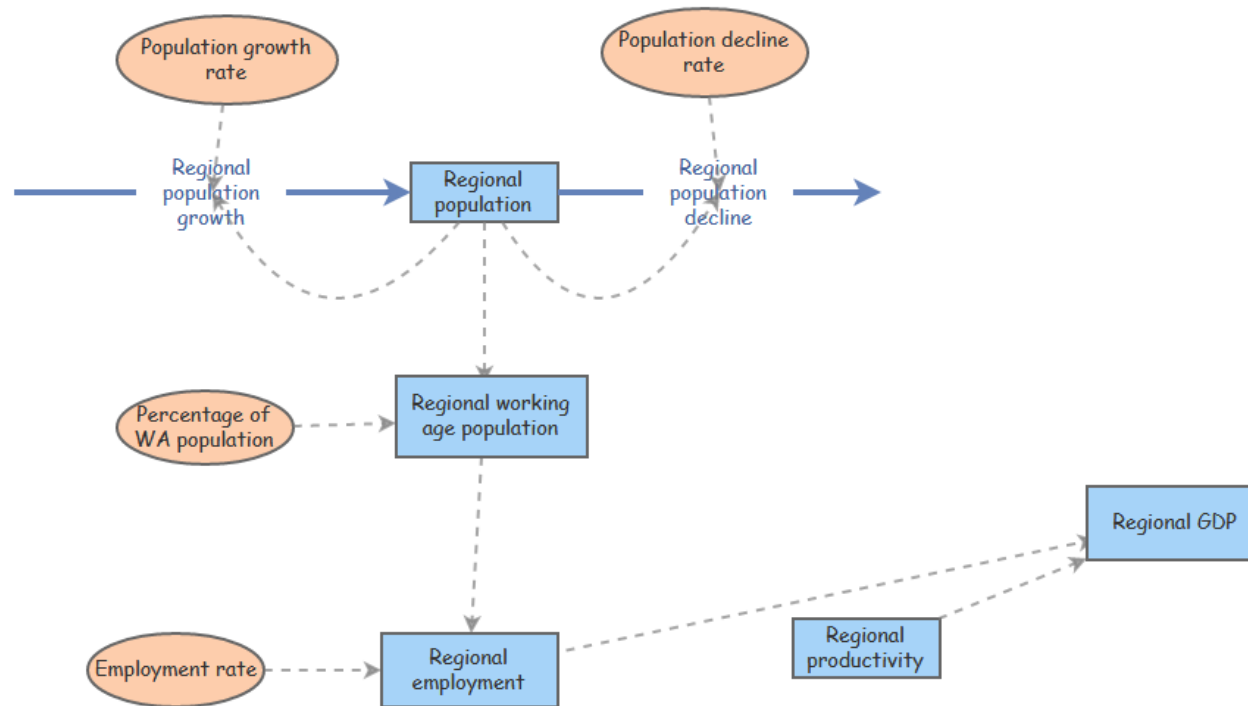 Population growth
rate
Population decline
rate
Regional
population
growth
Regional
population
Regional
population
decline
Percentage of
WA population
Regional working
age population
Regional GDP
Employment rate
Regional
employment
Regional
productivity